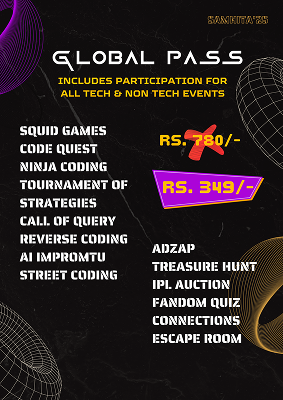 SAMHITA'25
GLOBAL PASS
INCLUDES PARTICIPATION FOR
ALL TECH & NON TECH EVENTS
SQUID GAMES
CODE QUEST
NINJA CODING
TOURNAMENT OF
STRATEGIES
CALL OF QUERY
REVERSE CODING
AI IMPROMTU
STREET CODING
RS. 780/-
RS. 349/-
ADZAP
TREASURE HUNT
IPL AUCTION
FANDOM QUIZ
CONNECTIONS
ESCAPE ROOM